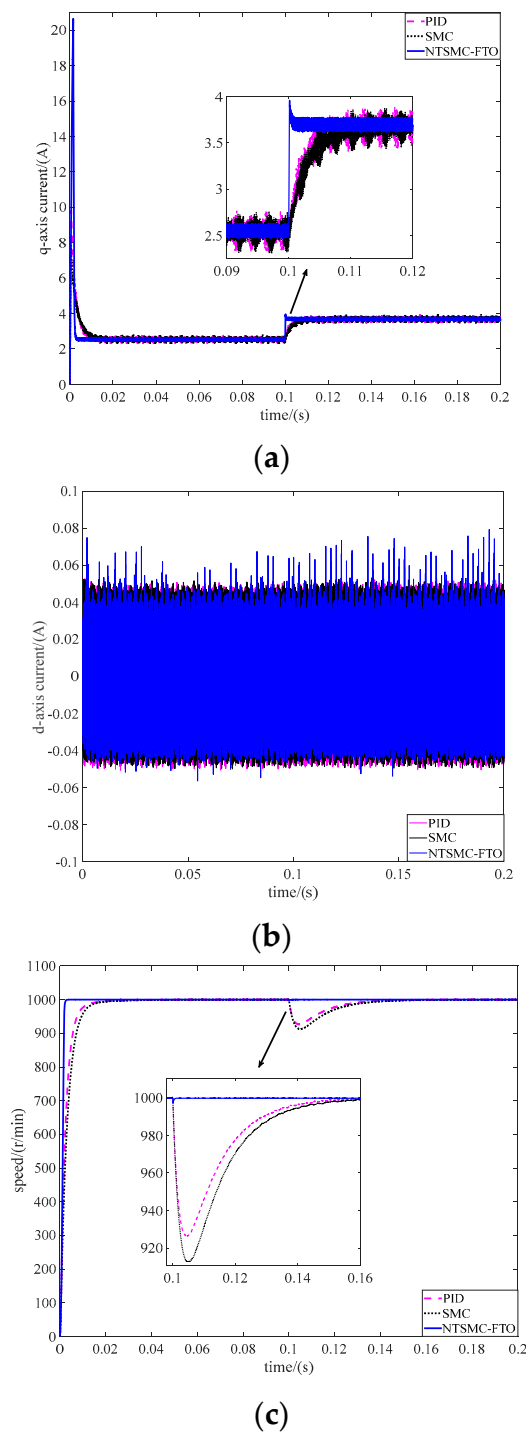 20
18
16
14
12
10
8
6
4
2
0
q-axis current/(A)
PID
SMC
NTSMC-FTO
4
3.5
3
2.5
0.09 0.1 0.11 0.12
0 0.02 0.04 0.06 0.08 0.1 0.12 0.14 0.16 0.18 0.2
time/(s)
(a)
0.1
0.08
0.06
0.04
0.02
0
-0.02
-0.04
-0.06
-0.08
-0.1
d-axis current/(A)
PID
SMC
NTSMC-FTO
0 0.05 0.1 0.15 0.2
time/(s)
(b)
1100
1000
900
800
700
600
500
400
300
200
100
0
speed/(r/min)
1000
980
960
940
920
0.1 0.12 0.14 0.16
PID
SMC
NTSMC-FTO
0 0.02 0.04 0.06 0.08 0.1 0.12 0.14 0.16 0.18 0.2
time/(s)
(c)